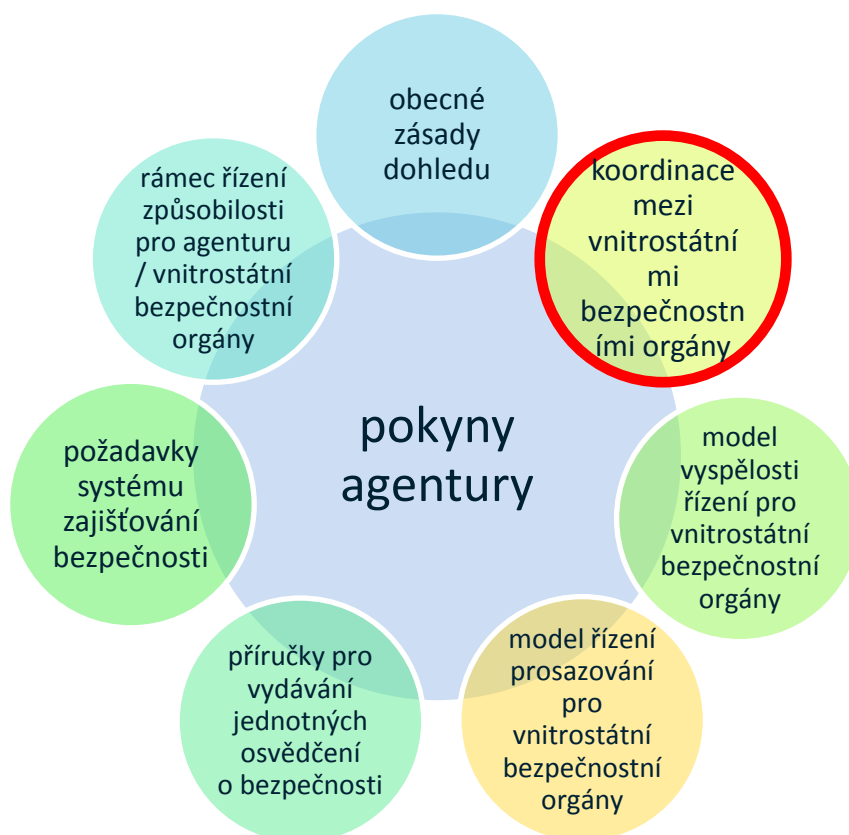 obecné
zásady
dohledu
koordinace
mezi
vnitrostátní
mi
bezpečnostn
ími orgány
model
vyspělosti
řízení pro
vnitrostátní
bezpečnostní
orgány
model řízení
prosazování
pro
vnitrostátní
bezpečnostní
orgány
příručky pro
vydávání
jednotných
osvědčení
o bezpečnosti
požadavky
systému
zajišťování
bezpečnosti
rámec řízení
způsobilosti
pro agenturu
/ vnitrostátní
bezpečnostní
orgány
pokyny
agentury